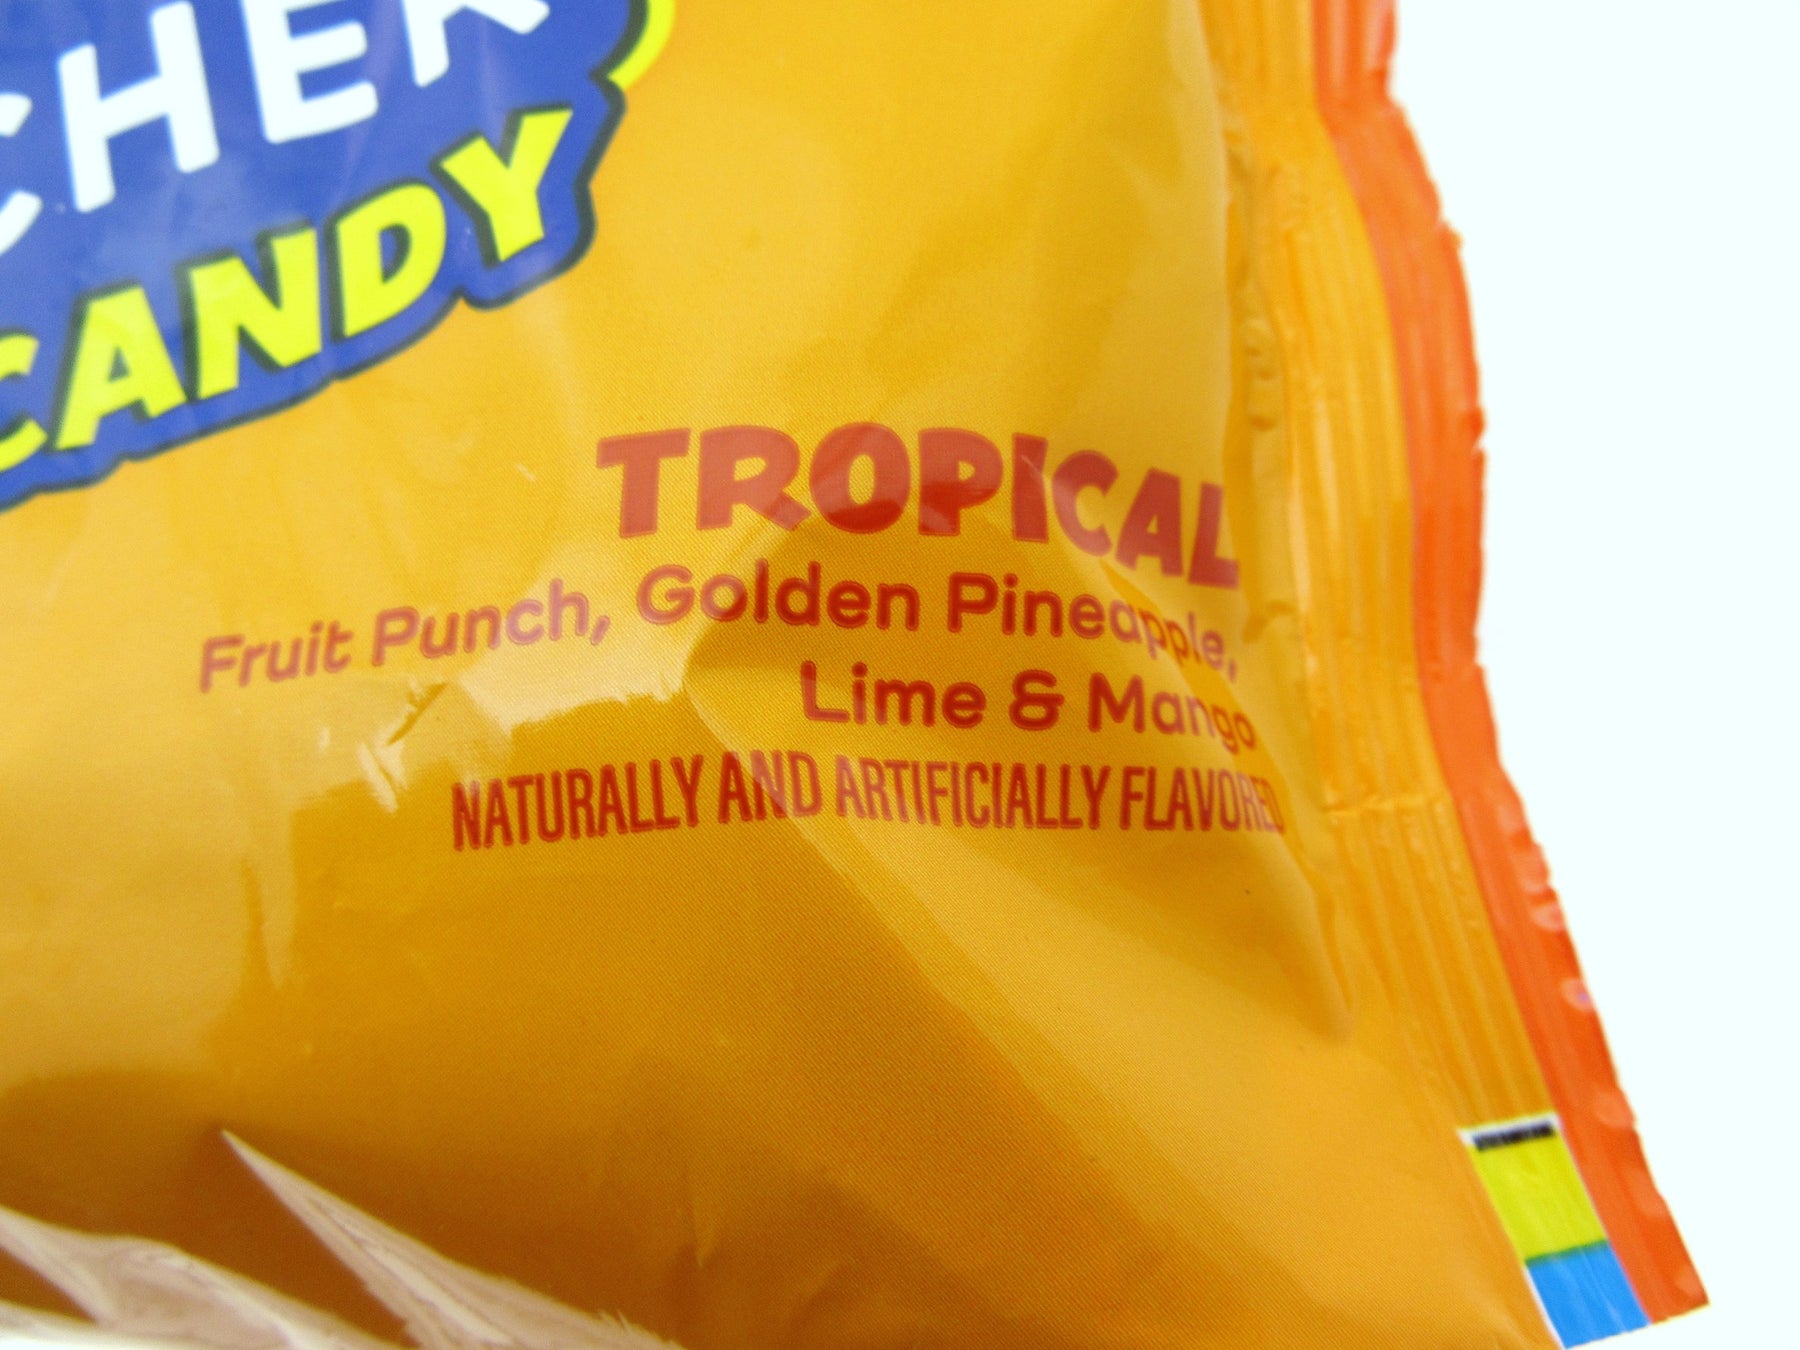 CHER
CANDY
TROPICAL
Fruit Punch, Golden Pineapple,
Lime & Mango
NATURALLY AND ARTIFICIALLY FLAVORED